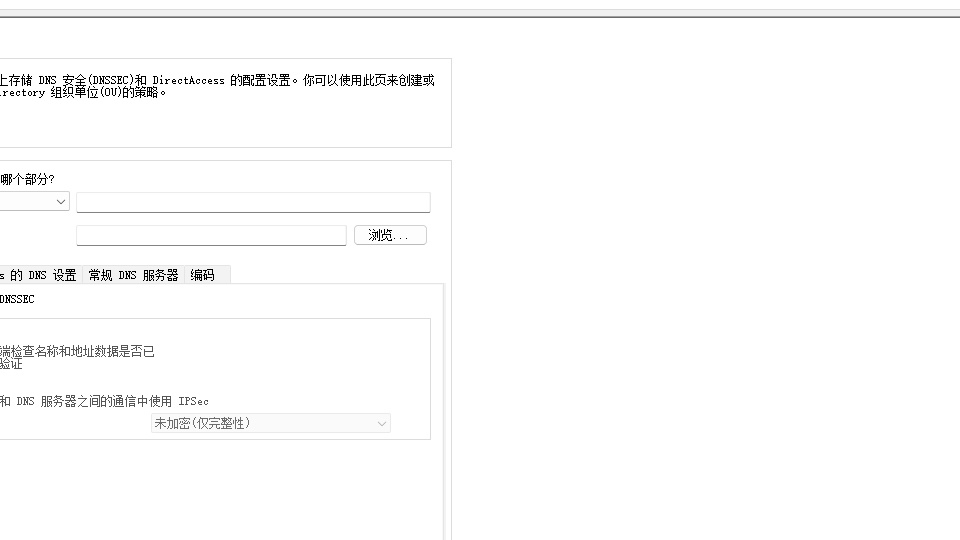 上存储 DNS 安全(DNSSEC)和 DirectAccess 的配置设置。你可以使用此页来创建或
irectory 组织单位(OU)的策略。
哪个部分?
浏览...
s 的 DNS 设置 常规 DNS 服务器 编码
DNSSEC
端检查名称和地址数据是否已
验证
和 DNS 服务器之间的通信中使用 IPSec
未加密(仅完整性)